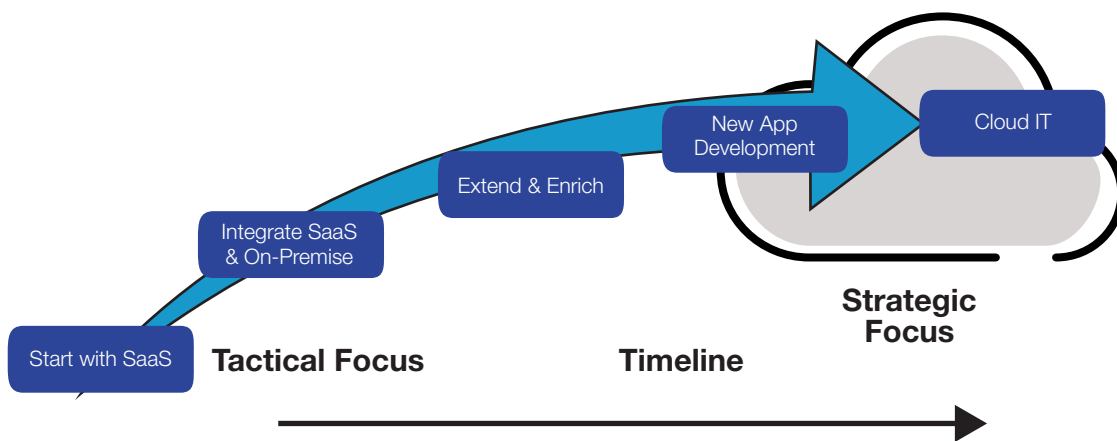 New App
Development
Cloud IT
Extend & Enrich
Integrate SaaS
& On-Premise
Start with SaaS
Tactical Focus
Timeline
Strategic
Focus